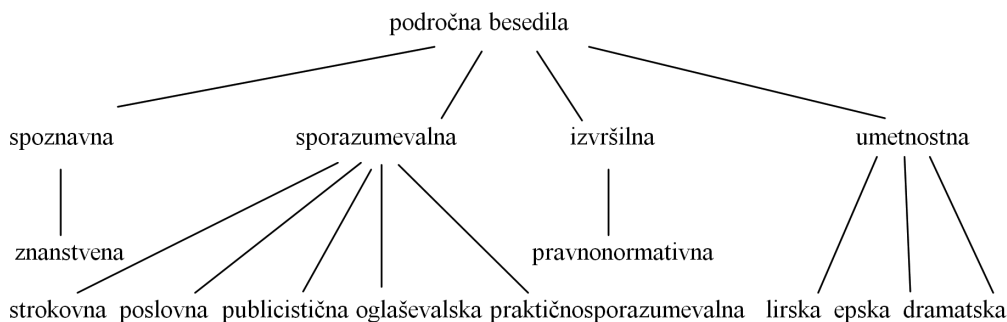 področna besedila
spoznavna sporazumevalna izvršilna umetnostna
znanstvena pravnonormativna
strokovna poslovna publicistična oglaševalska praktičnosporazumevalna lirska epska dramatska